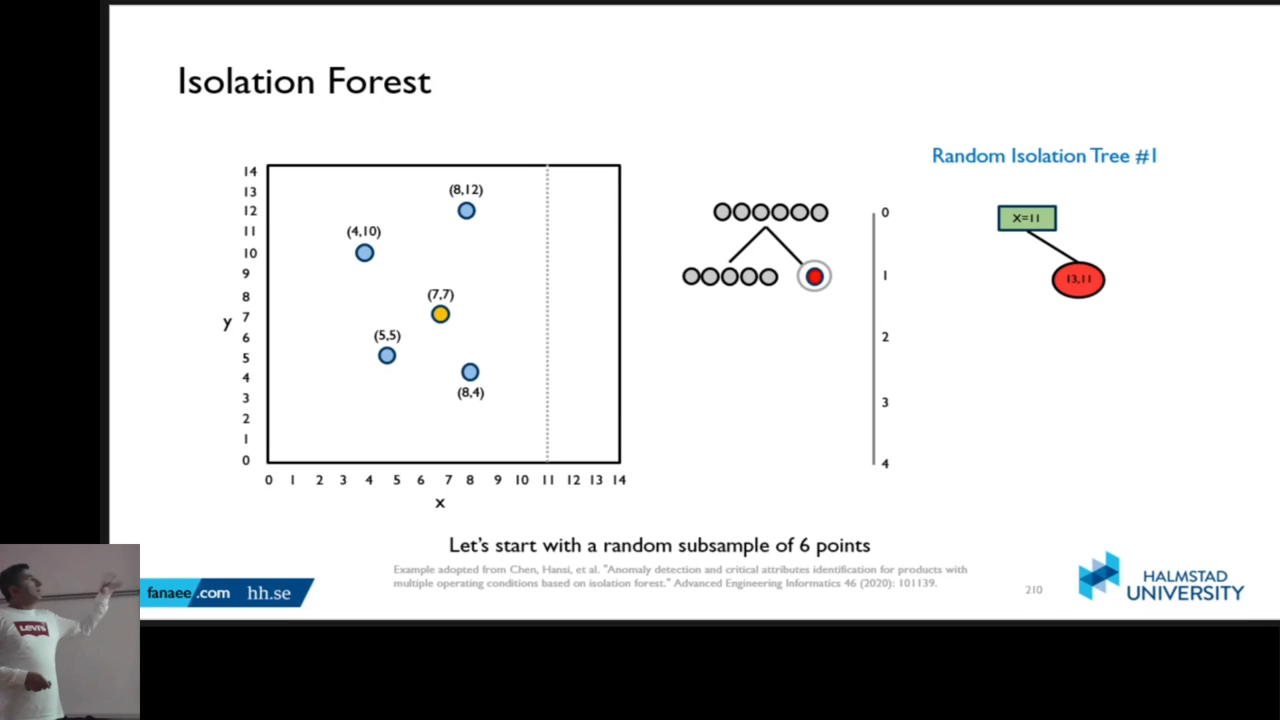 Isolation Forest
Random Isolation Tree #1
14
13
12
11
10
9
8
7
6
5
4
3
2
1
0
y
(8,12)
(4,10)
(7,7)
(5,5)
(8,4)
0 1 2 3 4 5 6 7 8 9 10 11 12 13 14
x
0
1
2
3
4
X=11
13,11
Let's start with a random subsample of 6 points
Example adopted from Chen, Hansi, et al. "Anomaly detection and critical attributes identification for products with
multiple operating conditions based on isolation forest." Advanced Engineering Informatics 46 (2020): 101139.
210
fanaee.com hh.se
HALMSTAD
UNIVERSITY
LEVI'S